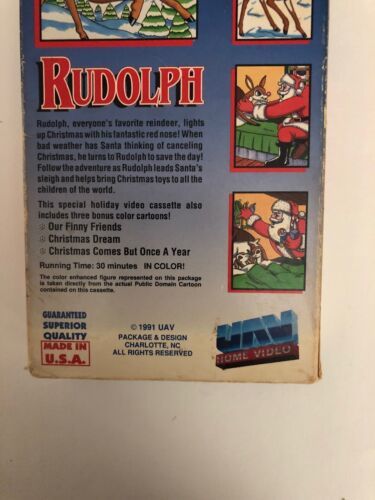 RUDOLPH
Rudolph, everyone's favorite reindeer, lights
up Christmas with his fantastic red nose! When
bad weather has Santa thinking of canceling
Christmas, he turns to Rudolph to save the day!
Follow the adventure as Rudolph leads Santa's
sleigh and helps bring Christmas toys to all the
children of the world.
This special holiday video cassette also
includes three bonus color cartoons!
Our Finny Friends
Christmas Dream
Christmas Comes But Once A Year
Running Time: 30 minutes IN COLOR!
The color enhanced figure represented on this package
is taken directly from the actual Public Domain Cartoon
contained on this cassette.
GUARANTEED
SUPERIOR
QUALITY
MADE IN
U.S.A.
© 1991 UAV
PACKAGE & DESIGN
CHARLOTTE, NC
ALL RIGHTS RESERVED
UAV
HOME VIDEO